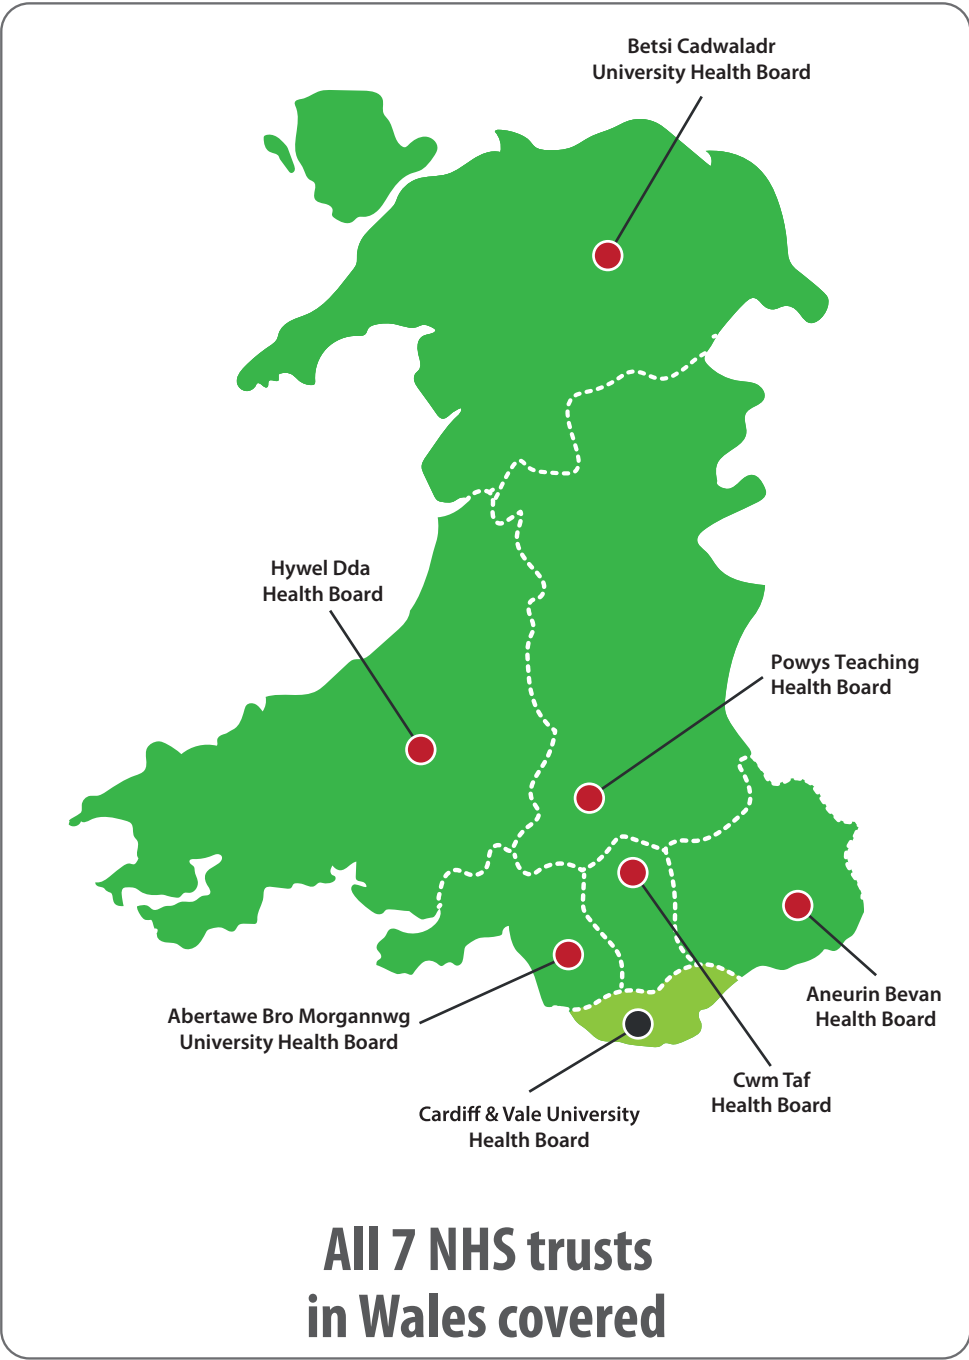 Betsi Cadwaladr
University Health Board
Hywel Dda
Health Board
Powys Teaching
Health Board
Aneurin Bevan
Health Board
Abertawe Bro Morgannwg
University Health Board
Cwm Taf
Health Board
Cardiff & Vale University
Health Board
All 7 NHS trusts
in Wales covered